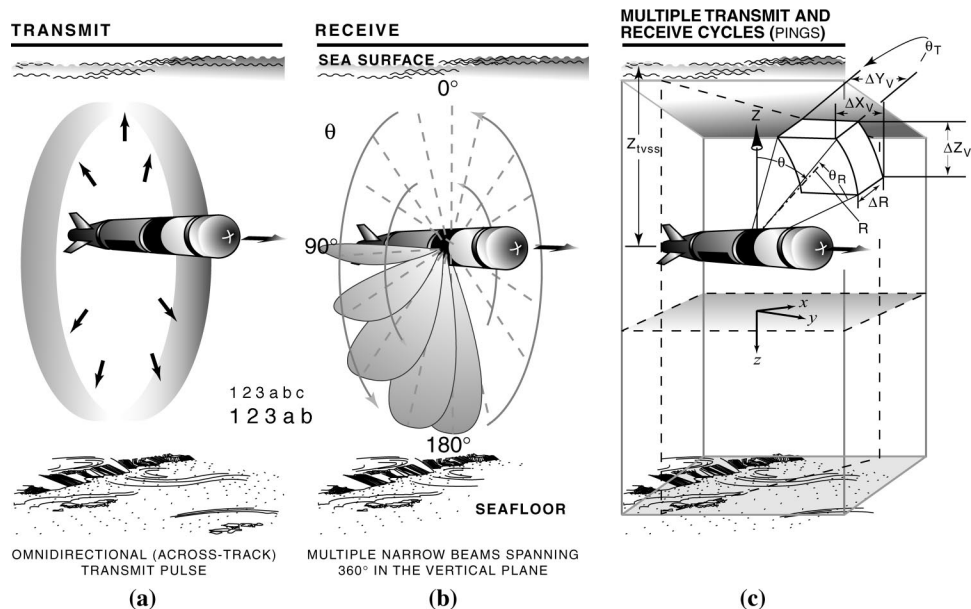 TRANSMIT
OMNIDIRECTIONAL (ACROSS-TRACK)
TRANSMIT PULSE
(a)
RECEIVE
SEA SURFACE
0°
θ
90°
1 2 3 a b c
1 2 3 a b
180°
SEAFLOOR
MULTIPLE NARROW BEAMS SPANNING
360° IN THE VERTICAL PLANE
(b)
MULTIPLE TRANSMIT AND
RECEIVE CYCLES (PINGS)
θT
ΔYV
ΔXV
Z
ΔZV
Ztvss
θ
θR
ΔR
R
x
y
z
(c)